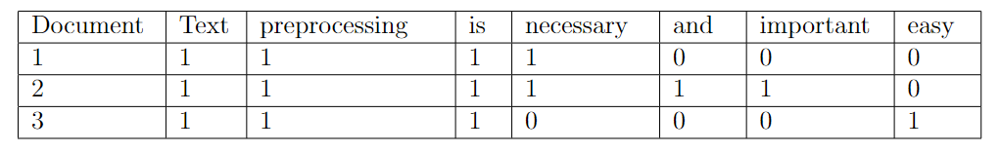 Document Text preprocessing is necessary and important easy
1 1 1 1 1 0 0 0
2 1 1 1 1 1 1 0
3 1 1 1 0 0 0 1